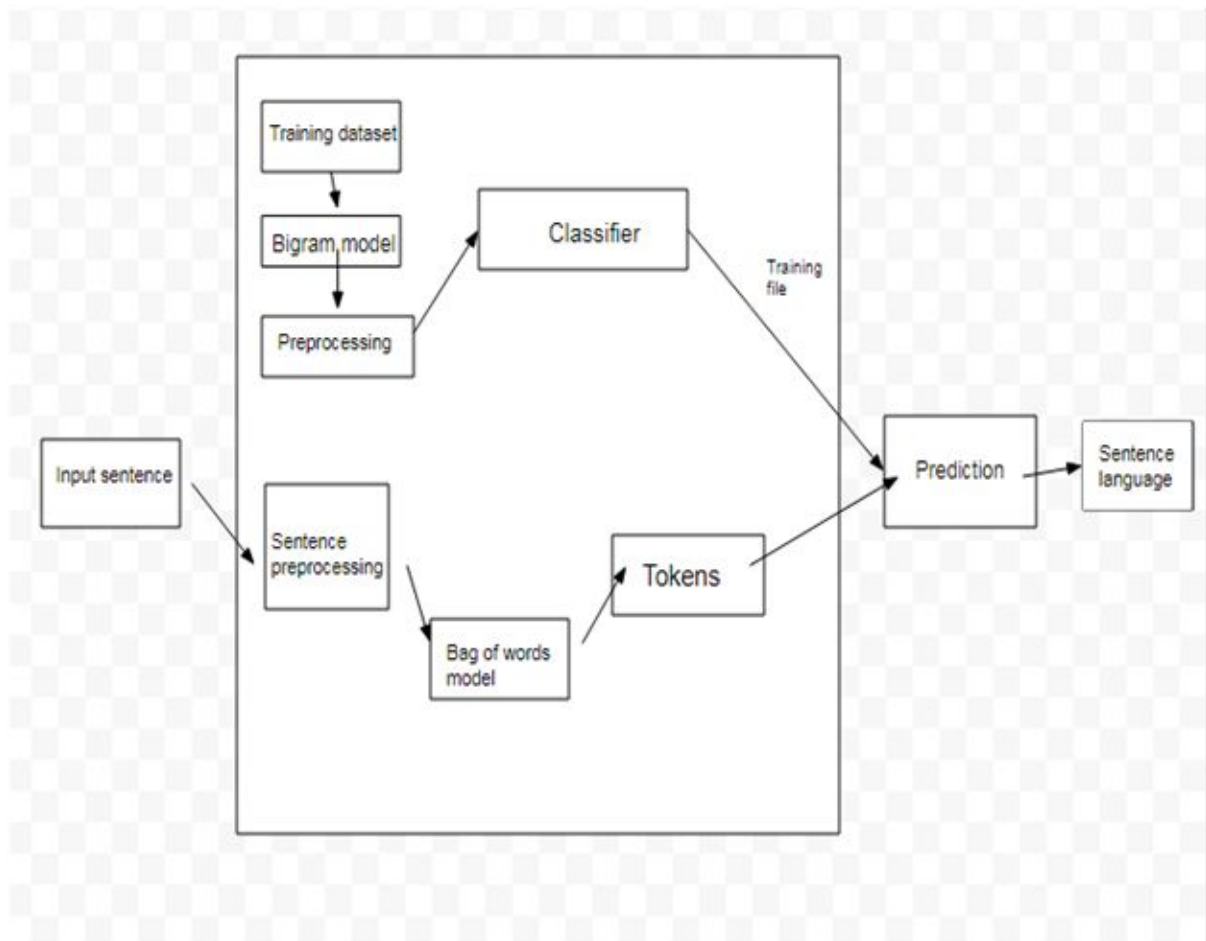 Training dataset
Bigram model
Preprocessing
Classifier
Training
file
Input sentence
Sentence
preprocessing
Bag of words
model
Tokens
Prediction
Sentence
language